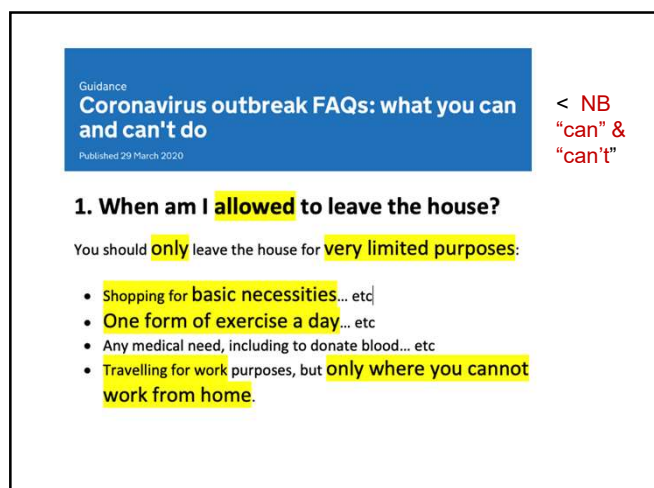 Guidance
Coronavirus outbreak FAQs: what you can
and can't do
Published 29 March 2020
< NB
“can” &
“can’t”
1. When am I allowed to leave the house?
You should only leave the house for very limited purposes:
• Shopping for basic necessities... etc
• One form of exercise a day... etc
• Any medical need, including to donate blood... etc
• Travelling for work purposes, but only where you cannot
work from home.